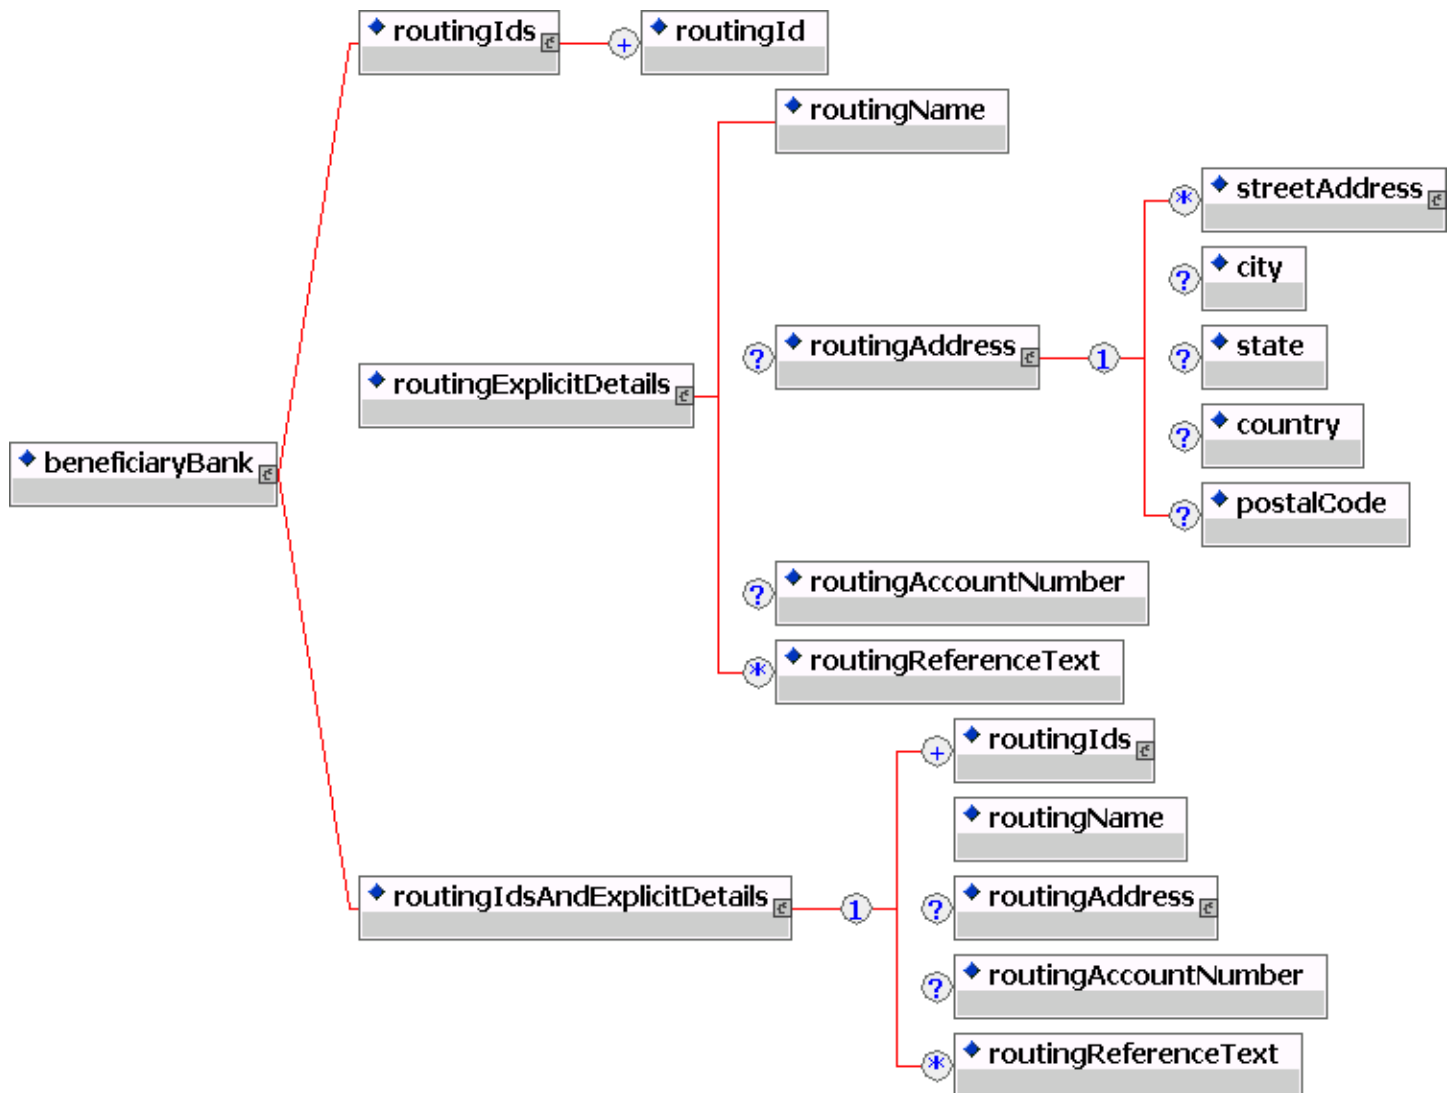 routingIds
+
routingId
routingName
*
streetAddress
?
city
?
routingAddress
1
?
state
routingExplicitDetails
?
country
beneficiaryBank
?
postalCode
?
routingAccountNumber
*
routingReferenceText
+
routingIds
routingName
routingIdsAndExplicitDetails
1
?
routingAddress
?
routingAccountNumber
*
routingReferenceText